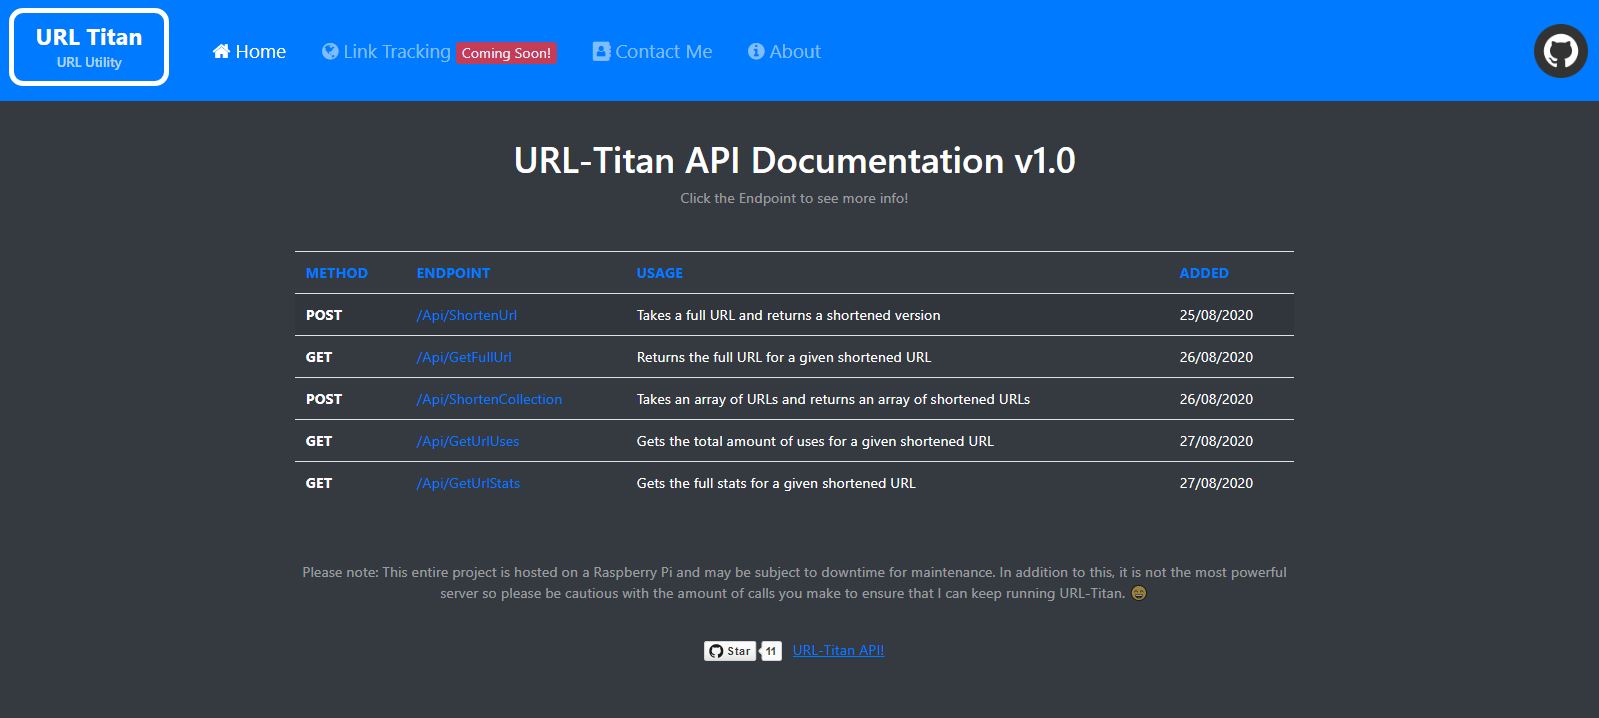 URL Titan
URL Utility
Home Link Tracking Coming Soon! Contact Me About
URL-Titan API Documentation v1.0
Click the Endpoint to see more info!
METHOD ENDPOINT USAGE ADDED
POST /Api/ShortenUrl Takes a full URL and returns a shortened version 25/08/2020
GET /Api/GetFullUrl Returns the full URL for a given shortened URL 26/08/2020
POST /Api/ShortenCollection Takes an array of URLs and returns an array of shortened URLs 26/08/2020
GET /Api/GetUrlUses Gets the total amount of uses for a given shortened URL 27/08/2020
GET /Api/GetUrlStats Gets the full stats for a given shortened URL 27/08/2020
Please note: This entire project is hosted on a Raspberry Pi and may be subject to downtime for maintenance. In addition to this, it is not the most powerful
server so please be cautious with the amount of calls you make to ensure that I can keep running URL-Titan. 😄
Star 11 URL-Titan API!